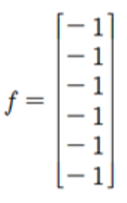 f = [ - 1
- 1
- 1
- 1
- 1
- 1 ]